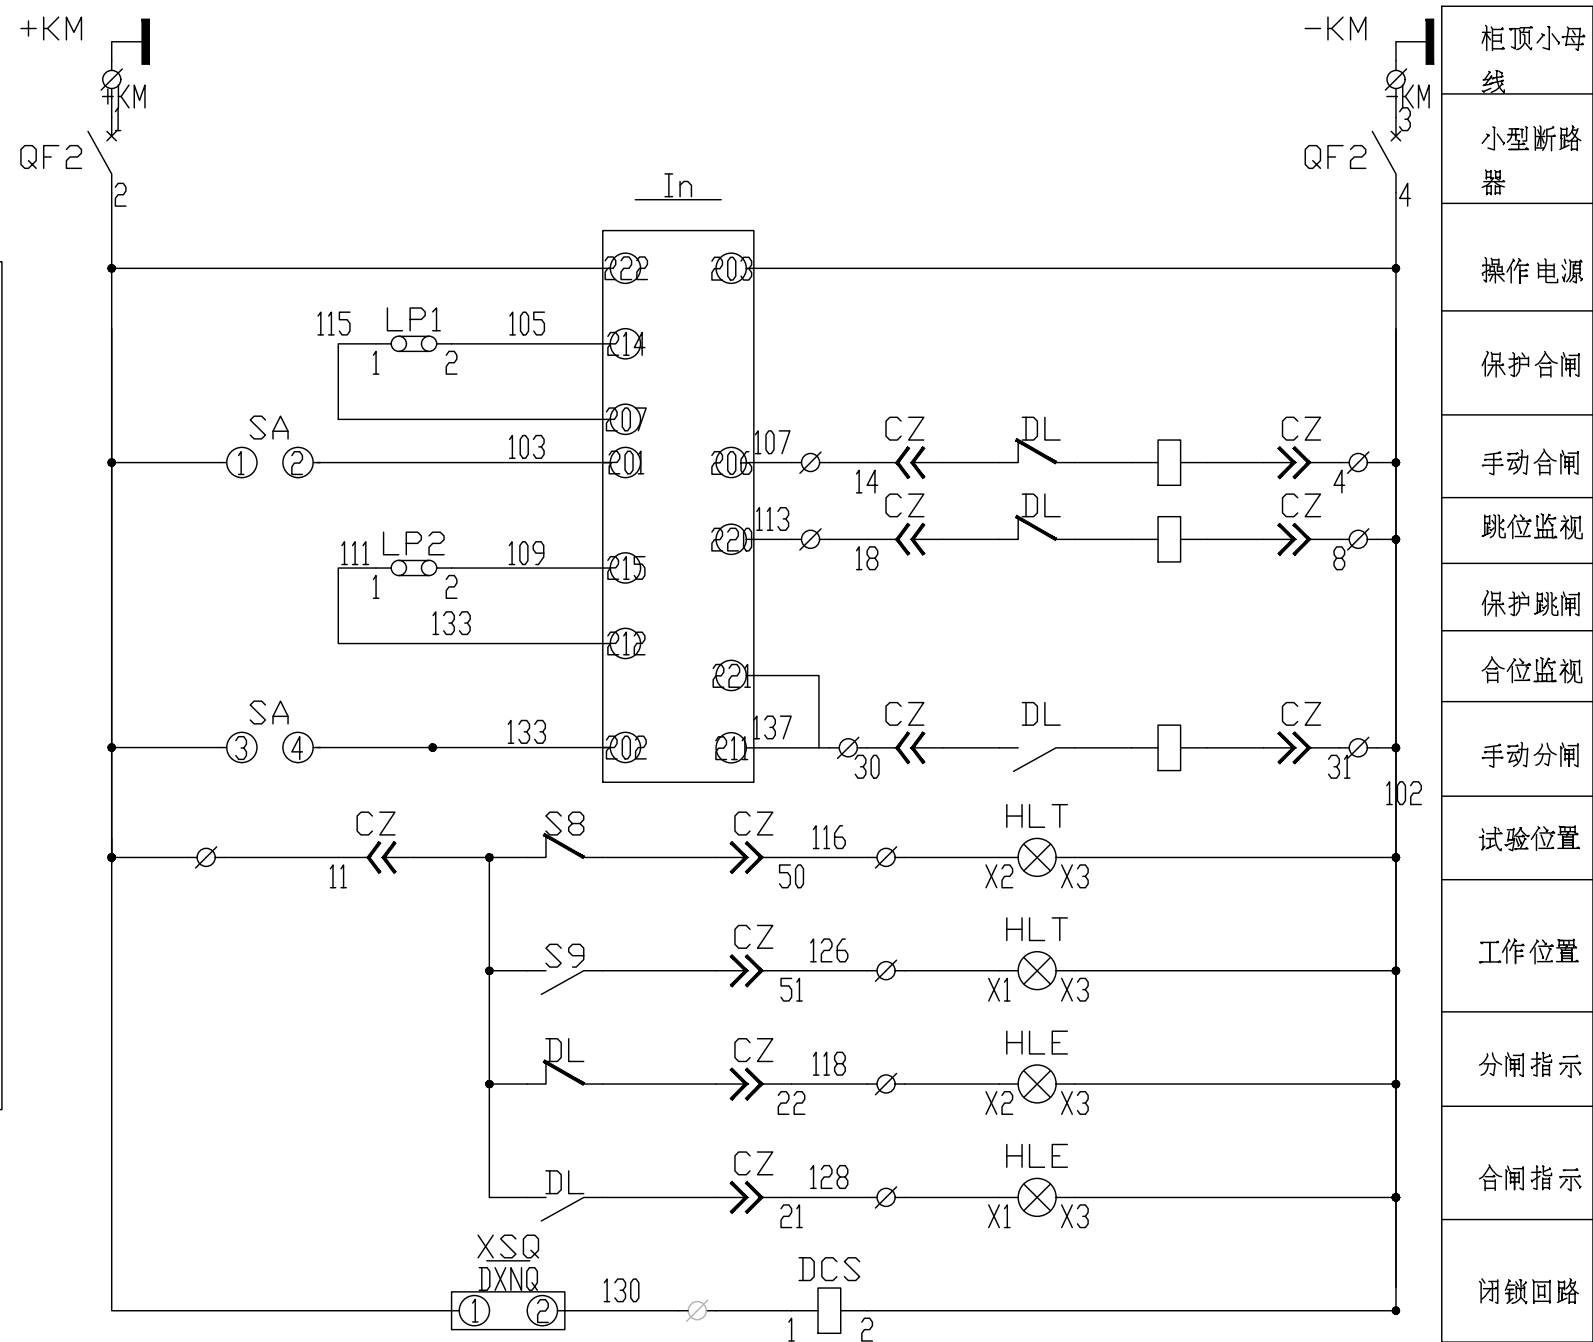 +KM
-KM
柜顶小母
线
+KM
-KM
1
3
QF2
QF2
小型断路
器
2
4
In
222
203
操作电源
115
LP1
105
214
1
2
保护合闸
207
SA
103
107
CZ
DL
CZ
1
2
201
206
14
4
手动合闸
113
CZ
DL
CZ
220
18
8
跳位监视
111
LP2
109
215
1
2
保护跳闸
133
212
221
合位监视
SA
133
137
CZ
DL
CZ
3
4
202
211
30
31
手动分闸
102
CZ
S8
CZ
116
HLT
11
50
X2
X3
试验位置
S9
CZ
126
HLT
51
X1
X3
工作位置
DL
CZ
118
HLE
22
X2
X3
分闸指示
DL
CZ
128
HLE
21
X1
X3
合闸指示
XSQ
DXNQ
130
DCS
1
2
1
2
闭锁回路